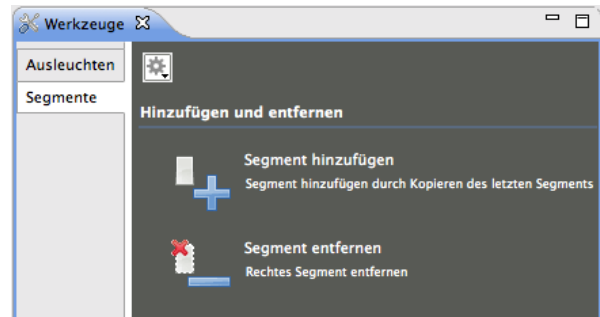 Werkzeuge
Ausleuchten
Segmente
Hinzufügen und entfernen
Segment hinzufügen
Segment hinzufügen durch Kopieren des letzten Segments
Segment entfernen
Rechtes Segment entfernen